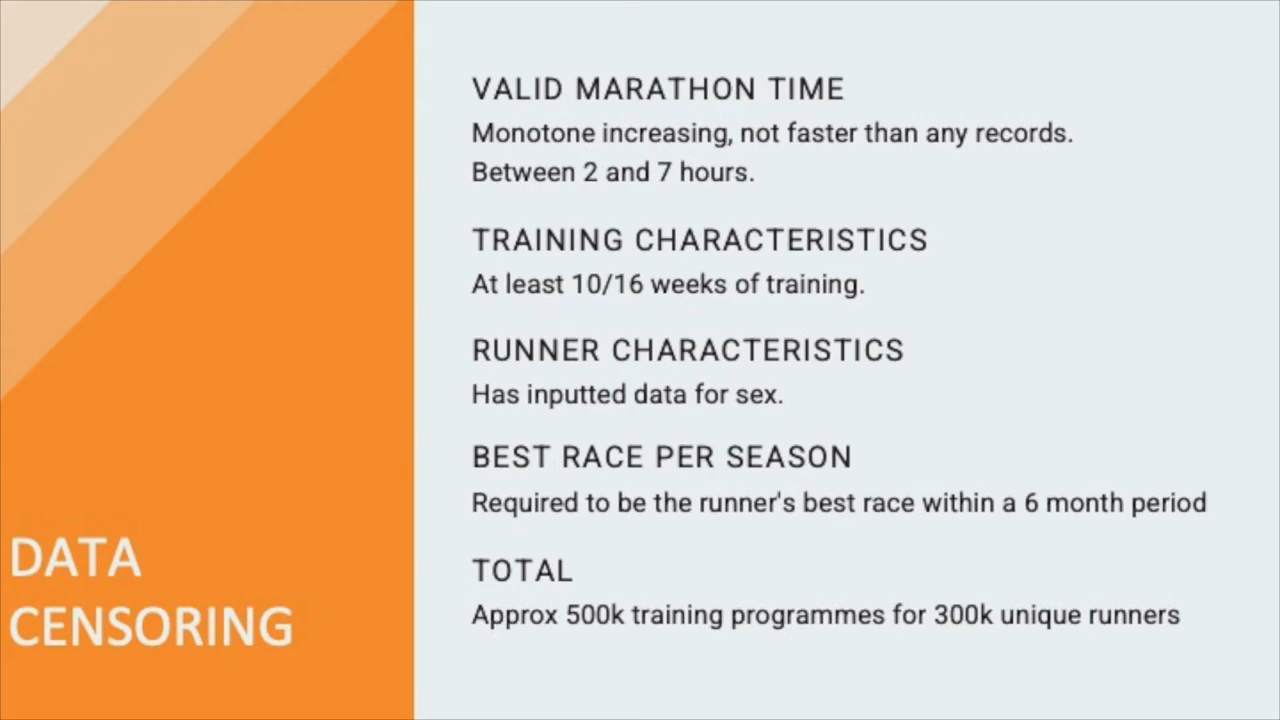 DATA
CENSORING
VALID MARATHON TIME
Monotone increasing, not faster than any records.
Between 2 and 7 hours.
TRAINING CHARACTERISTICS
At least 10/16 weeks of training.
RUNNER CHARACTERISTICS
Has inputted data for sex.
BEST RACE PER SEASON
Required to be the runner's best race within a 6 month period
TOTAL
Approx 500k training programmes for 300k unique runners